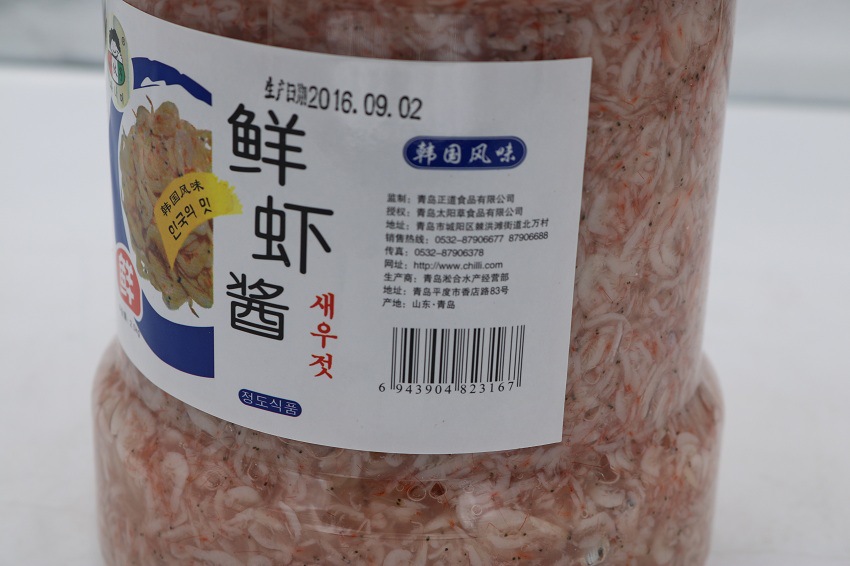 生产日期2016.09.02
鲜虾酱
韩国风味
인국의 맛
鲜
새우젓
정도식품
韩国风味
监制：青岛正道食品有限公司
授权：青岛太阳草食品有限公司
地址：青岛市城阳区棘洪滩街道北万村
销售热线：0532-87906677 87906688
传真：0532-87906378
网址：http://www.chilli.com
生产商：青岛淞合水产经营部
地址：青岛平度市香店路83号
产地：山东·青岛
6 943904 823167